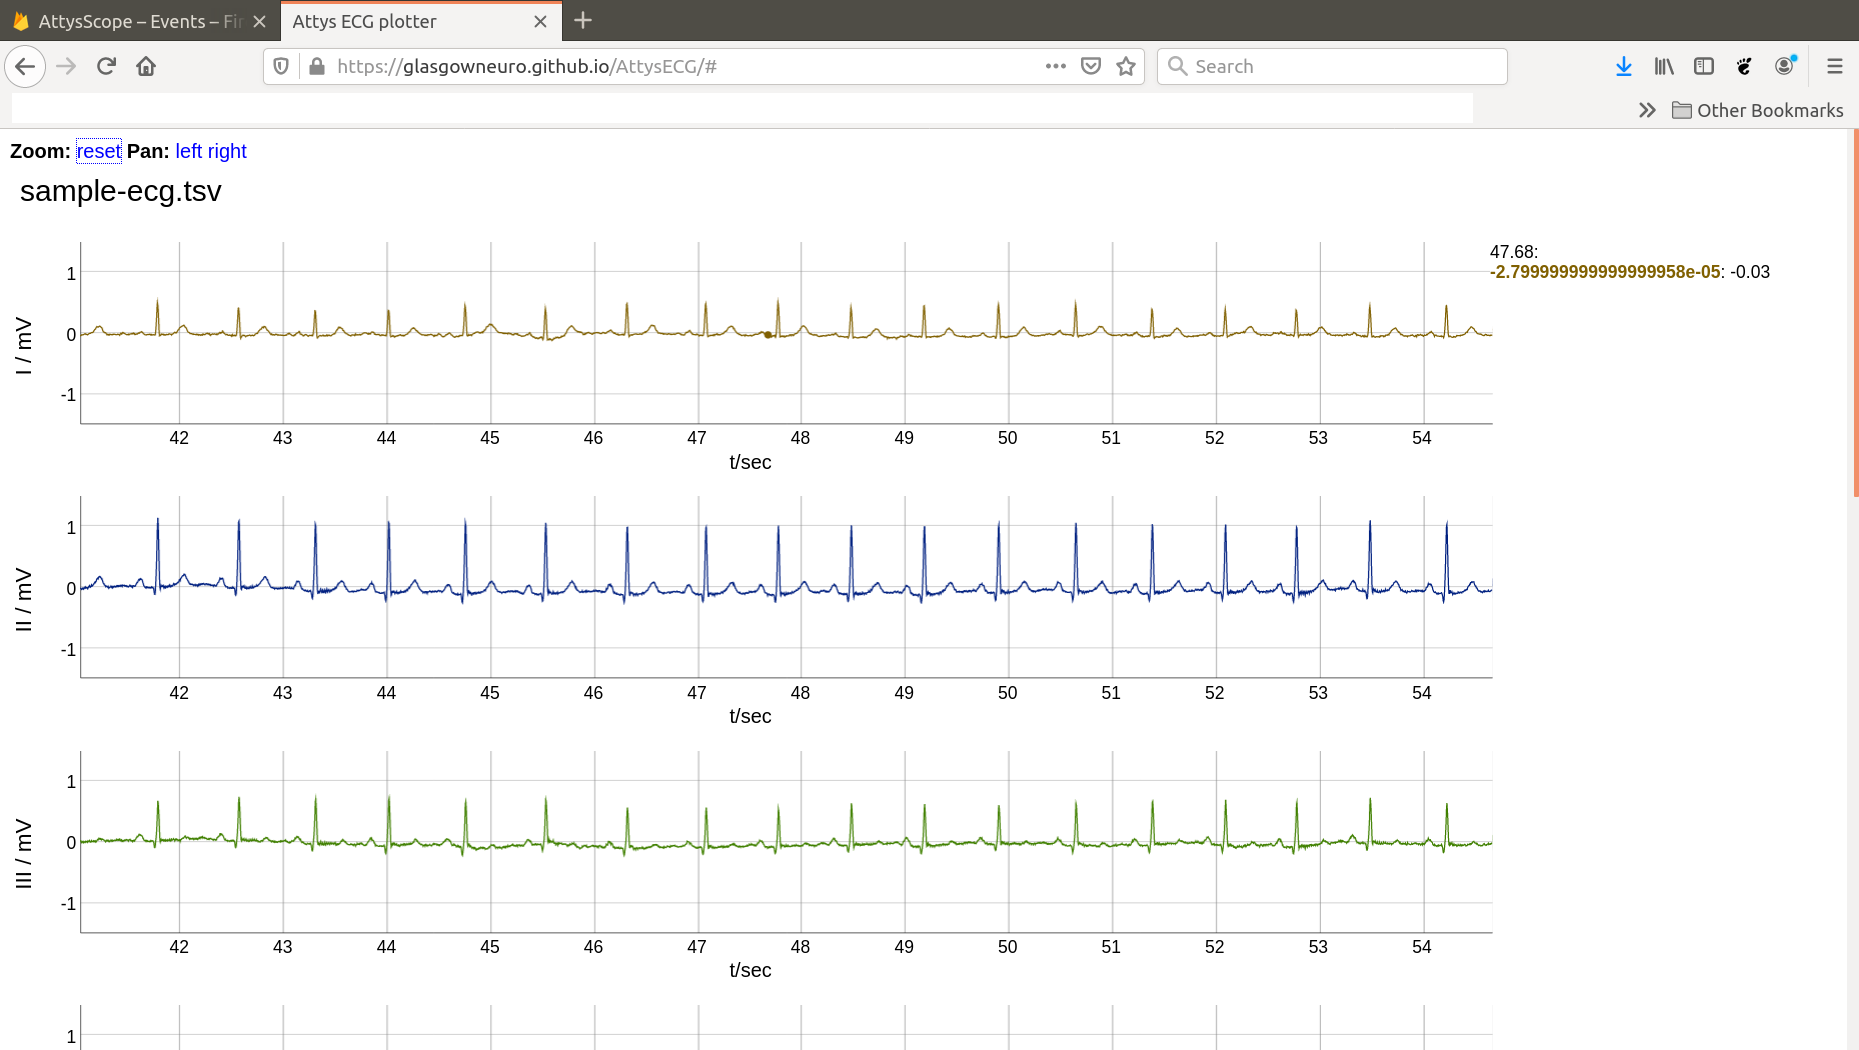 AttysScope – Events – Fir
Attys ECG plotter
https://glasgowneuro.github.io/AttysECG/#
Search
Other Bookmarks
Zoom: reset Pan: left right
sample-ecg.tsv
47.68:
-2.799999999999999958e-05: -0.03
1
0
-1
I / mV
42 43 44 45 46 47 48 49 50 51 52 53 54
t/sec
1
0
-1
II / mV
42 43 44 45 46 47 48 49 50 51 52 53 54
t/sec
1
0
-1
III / mV
42 43 44 45 46 47 48 49 50 51 52 53 54
t/sec
1